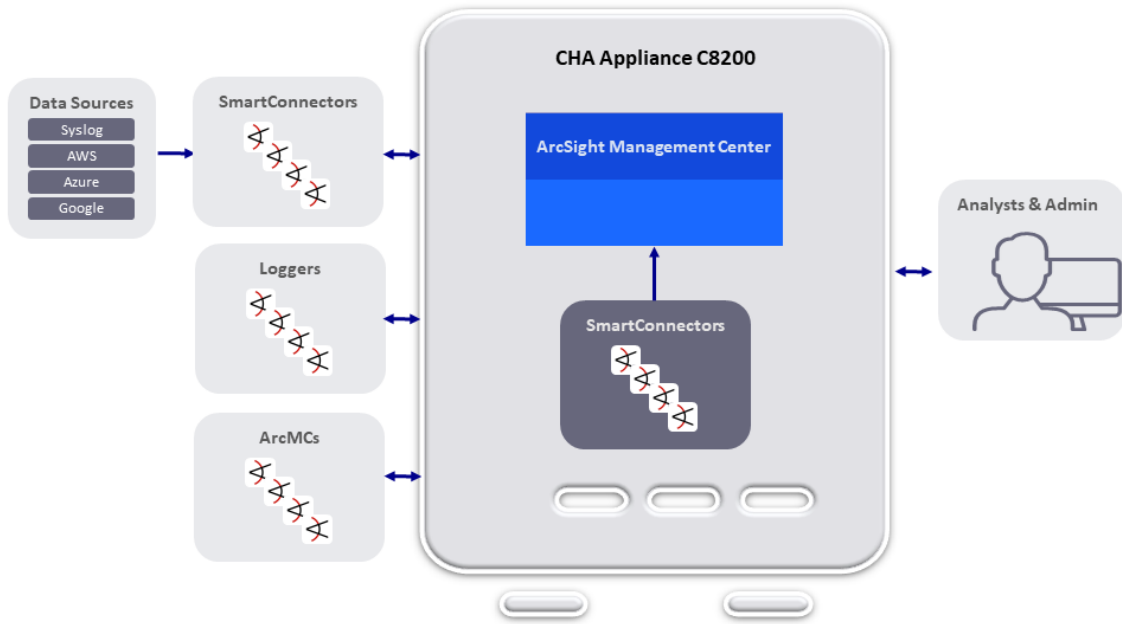 CHA Appliance C8200
Data Sources
Syslog
AWS
Azure
Google
SmartConnectors
ArcSight Management Center
Analysts & Admin
Loggers
SmartConnectors
ArcMCs